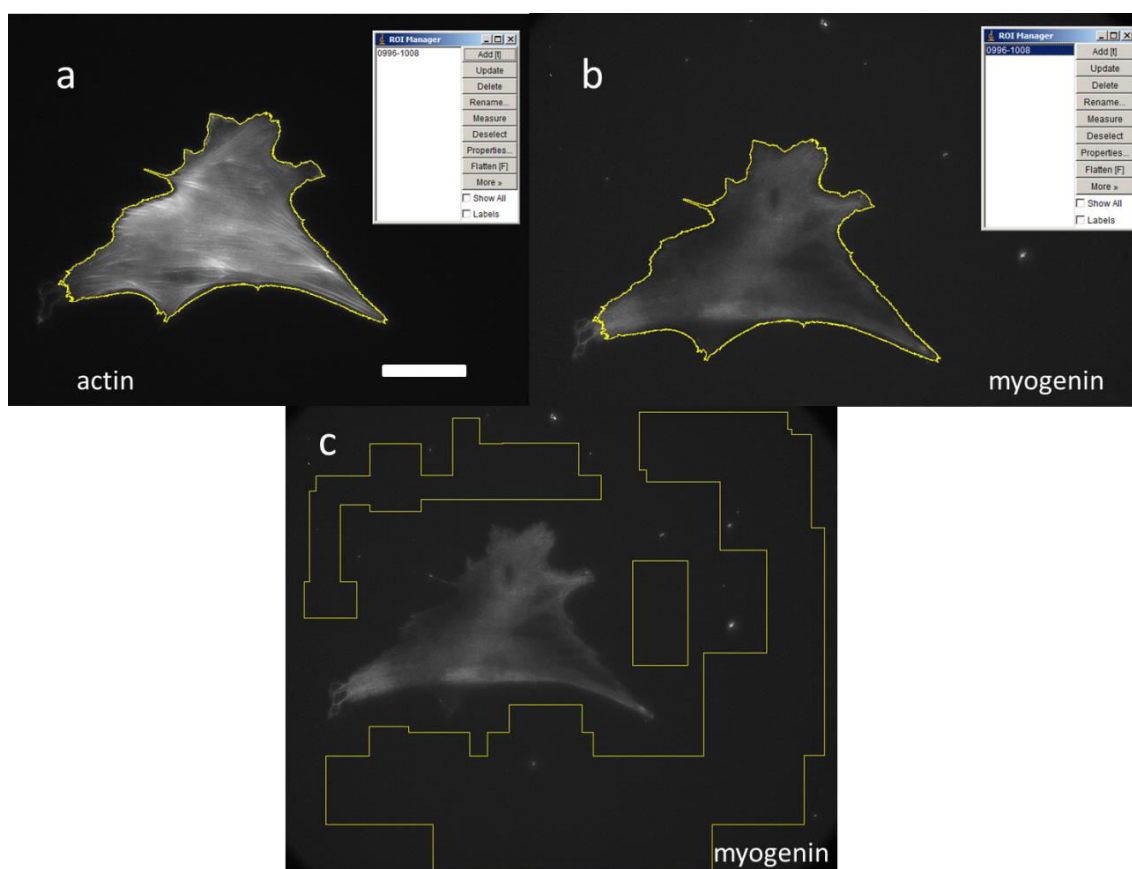 a
ROI Manager
0996-1008
Add [t]
Update
Delete
Rename...
Measure
Deselect
Properties...
Flatten [F]
More »
Show All
Labels
actin
b
ROI Manager
0996-1008
Add [t]
Update
Delete
Rename...
Measure
Deselect
Properties...
Flatten [F]
More »
Show All
Labels
myogenin
c
myogenin